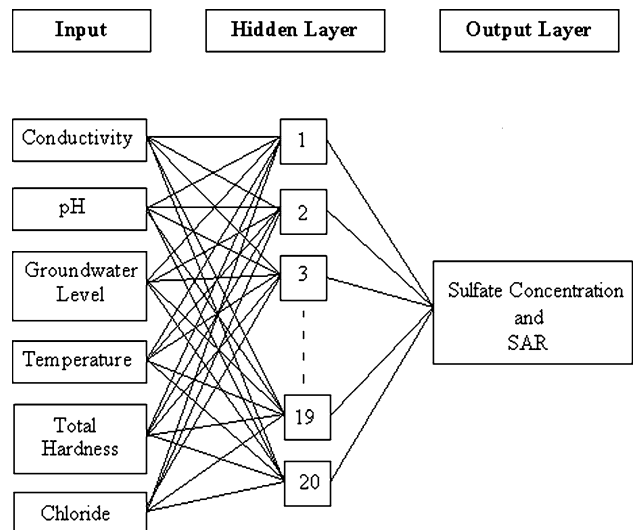 Input
Hidden Layer
Output Layer
Conductivity
pH
Groundwater
Level
Temperature
Total
Hardness
Chloride
1
2
3
19
20
Sulfate Concentration
and
SAR